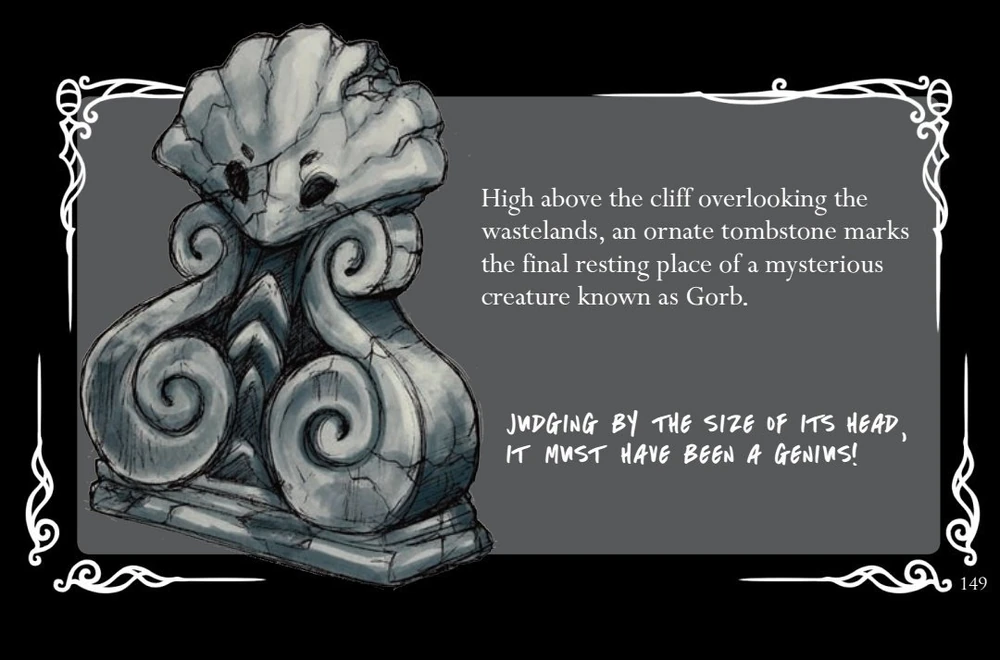 High above the cliff overlooking the
wastelands, an ornate tombstone marks
the final resting place of a mysterious
creature known as Gorb.
JUDGING BY THE SIZE OF ITS HEAD,
IT MUST HAVE BEEN A GENIUS!
149